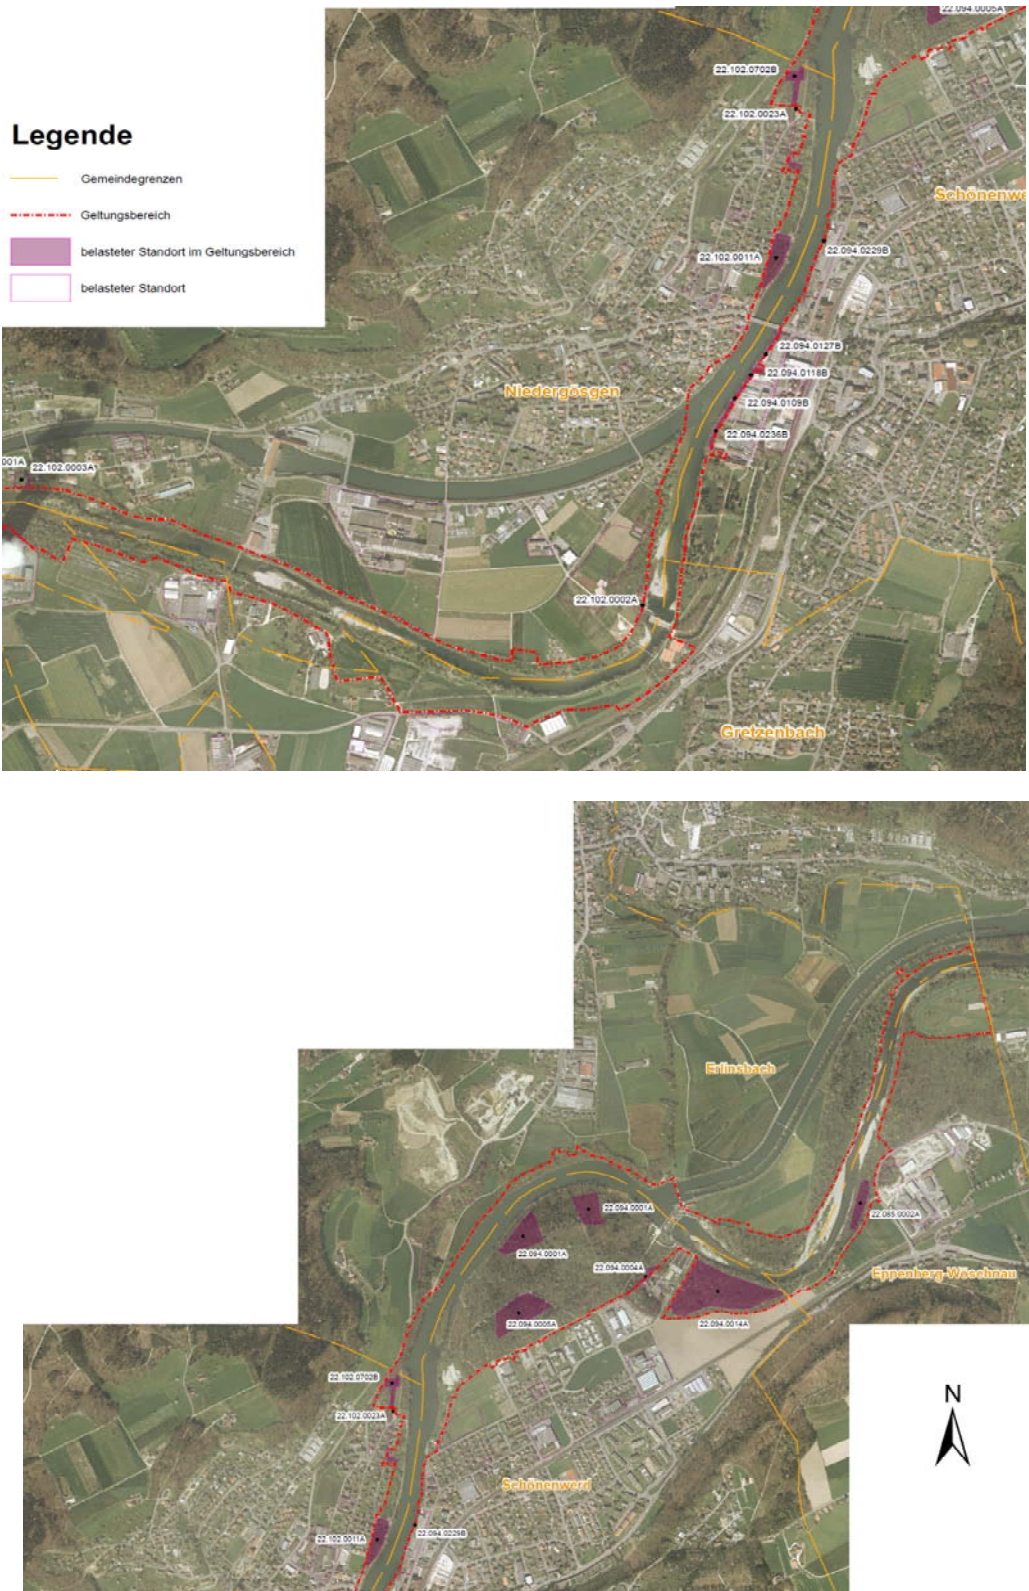 22.094.0005A
22.102.0702B
22.102.0023A
Legende
Gemeindegrenzen
Geltungsbereich
belasteter Standort im Geltungsbereich
belasteter Standort
Schönenwe
22.094.0229B
22.102.0011A
22.094.0127B
22.094.0118B
Niedergösgen
22.094.0109B
22.094.0236B
001A
22.102.0003A
22.102.0002A
Gretzenbach
Erlinsbach
22.094.0001A
22.085.0002A
22.094.0001A
22.094.0004A
Eppenberg-Wöschnau
22.094.0005A
22.094.0014A
22.102.0702B
22.102.0023A
N
Schönenwerd
22.102.0011A
22.094.0229B